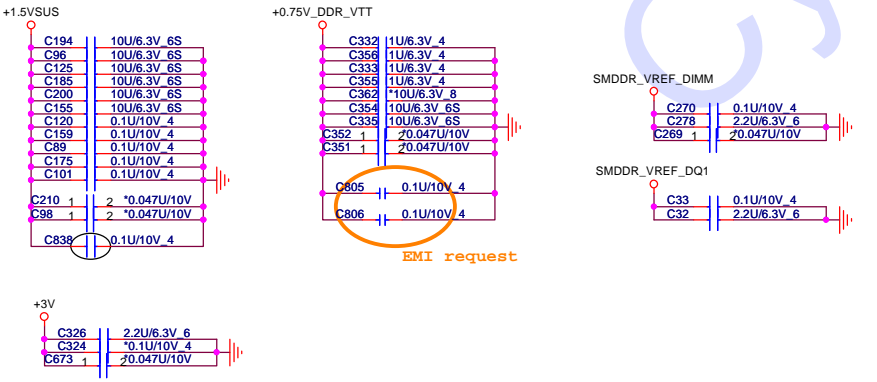 +1.5VSUS
C194 10U/6.3V_6S
C96 10U/6.3V_6S
C125 10U/6.3V_6S
C185 10U/6.3V_6S
C200 10U/6.3V_6S
C155 10U/6.3V_6S
C120 0.1U/10V_4
C159 0.1U/10V_4
C89 0.1U/10V_4
C175 0.1U/10V_4
C101 0.1U/10V_4
C210 1 2 *0.047U/10V
C98 1 2 *0.047U/10V
C838 0.1U/10V_4
+0.75V_DDR_VTT
C332 1U/6.3V_4
C356 1U/6.3V_4
C333 1U/6.3V_4
C355 1U/6.3V_4
C362 *10U/6.3V_8
C354 10U/6.3V_6S
C335 10U/6.3V_6S
C352 1 2 *0.047U/10V
C351 1 2 *0.047U/10V
C805 0.1U/10V_4
C806 0.1U/10V_4
EMI request
SMDDR_VREF_DIMM
C270 0.1U/10V_4
C278 2.2U/6.3V_6
C269 1 2 *0.047U/10V
SMDDR_VREF_DQ1
C33 0.1U/10V_4
C32 2.2U/6.3V_6
+3V
C326 2.2U/6.3V_6
C324 *0.1U/10V_4
C673 1 2 *0.047U/10V